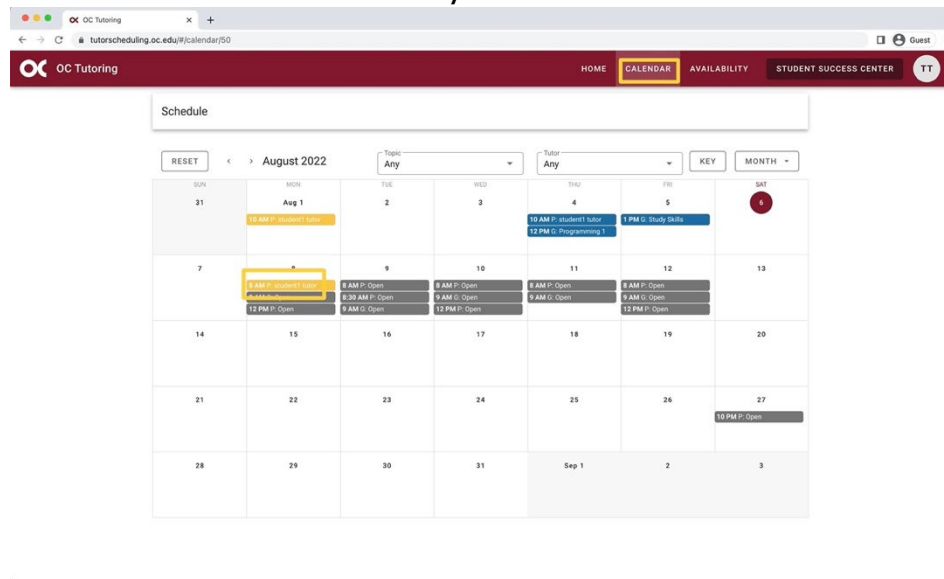 y
OC Tutoring
tutorscheduling.oc.edu/#/calendar/50
Guest
OC OC Tutoring HOME CALENDAR AVAILABILITY STUDENT SUCCESS CENTER TT
Schedule
RESET < > August 2022 Topic Any Tutor Any KEY MONTH
SUN MON TUE WED THU FRI SAT
31 Aug 1 2 3 4 5 6
10 AM P: student1 tutor 10 AM P: student1 tutor 1 PM G: Study Skills
12 PM G: Programming 1
7 9 10 11 12 13
8 AM P: student1 tutor 8 AM P: Open 8 AM P: Open 8 AM P: Open 8 AM P: Open
8:30 AM P: Open 9 AM G: Open 9 AM G: Open 9 AM G: Open
12 PM P: Open 9 AM G: Open 12 PM P: Open 12 PM P: Open
14 15 16 17 18 19 20
21 22 23 24 25 26 27
10 PM P: Open
28 29 30 31 Sep 1 2 3